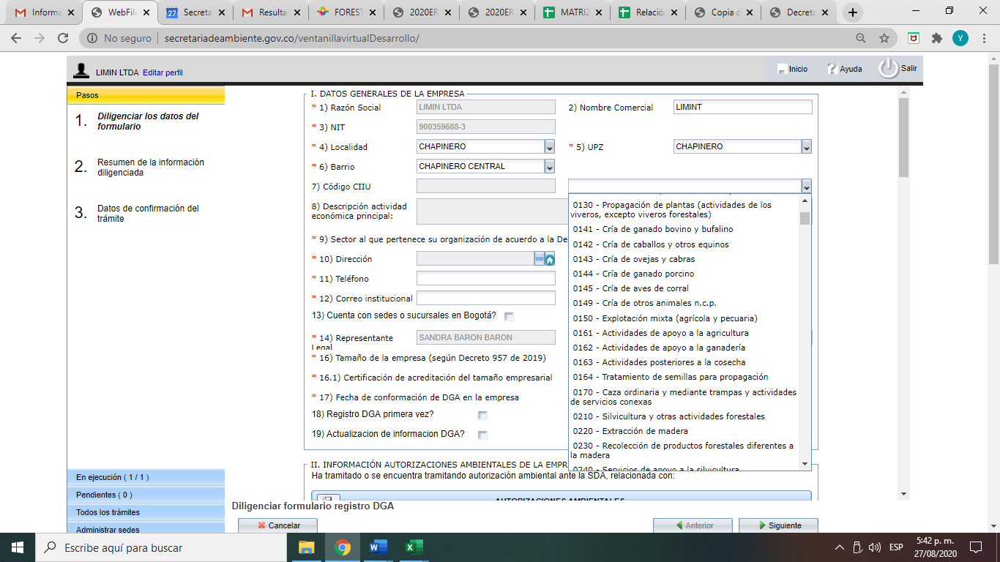 Informa
WebFile
Secreta
Resulta
FOREST
2020ER
2020ER
MATRIZ
Relació
Copia d
Decreto
No seguro | secretariadeambiente.gov.co/ventanillavirtualDesarrollo/
Y
LIMIN LTDA Editar perfil
Inicio
Ayuda
Salir
Pasos
1. Diligenciar los datos del
formulario
2. Resumen de la información
diligenciada
3. Datos de confirmación del
trámite
I. DATOS GENERALES DE LA EMPRESA
* 1) Razón Social LIMIN LTDA 2) Nombre Comercial LIMINT
* 3) NIT 900359688-3
* 4) Localidad CHAPINERO * 5) UPZ CHAPINERO
* 6) Barrio CHAPINERO CENTRAL
7) Código CIIU
8) Descripción actividad
económica principal:
* 9) Sector al que pertenece su organización de acuerdo a la De
* 10) Dirección
* 11) Teléfono
* 12) Correo institucional
13) Cuenta con sedes o sucursales en Bogotá?
* 14) Representante SANDRA BARON BARON
Legal
* 16) Tamaño de la empresa (según Decreto 957 de 2019)
* 16.1) Certificación de acreditación del tamaño empresarial
* 17) Fecha de conformación de DGA en la empresa
18) Registro DGA primera vez?
19) Actualizacion de informacion DGA?
0130 - Propagación de plantas (actividades de los
viveros, excepto viveros forestales)
0141 - Cría de ganado bovino y bufalino
0142 - Cría de caballos y otros equinos
0143 - Cría de ovejas y cabras
0144 - Cría de ganado porcino
0145 - Cría de aves de corral
0149 - Cría de otros animales n.c.p.
0150 - Explotación mixta (agrícola y pecuaria)
0161 - Actividades de apoyo a la agricultura
0162 - Actividades de apoyo a la ganadería
0163 - Actividades posteriores a la cosecha
0164 - Tratamiento de semillas para propagación
0170 - Caza ordinaria y mediante trampas y actividades
de servicios conexas
0210 - Silvicultura y otras actividades forestales
0220 - Extracción de madera
0230 - Recolección de productos forestales diferentes a
la madera
0240 - Servicios de apoyo a la silvicultura
II. INFORMACIÓN AUTORIZACIONES AMBIENTALES DE LA EMPR
Ha tramitado o se encuentra tramitando autorización ambiental ante la SDA, relacionada con:
AUTORIZACIONES AMBIENTALES
En ejecución ( 1 / 1 )
Pendientes ( 0 )
Todos los trámites
Administrar sedes
Diligenciar formulario registro DGA
Cancelar
Anterior
Siguiente
Escribe aquí para buscar
ESP
5:42 p. m.
27/08/2020